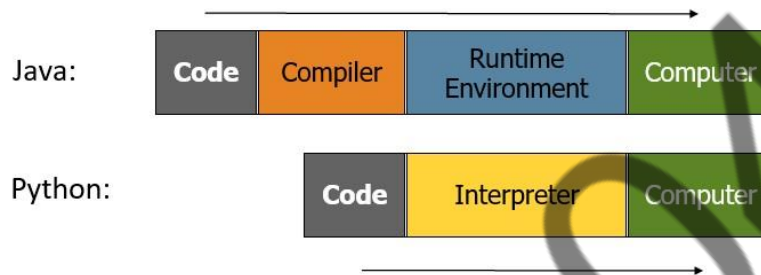 Java:
Code
Compiler
Runtime
Environment
Computer
Python:
Code
Interpreter
Computer